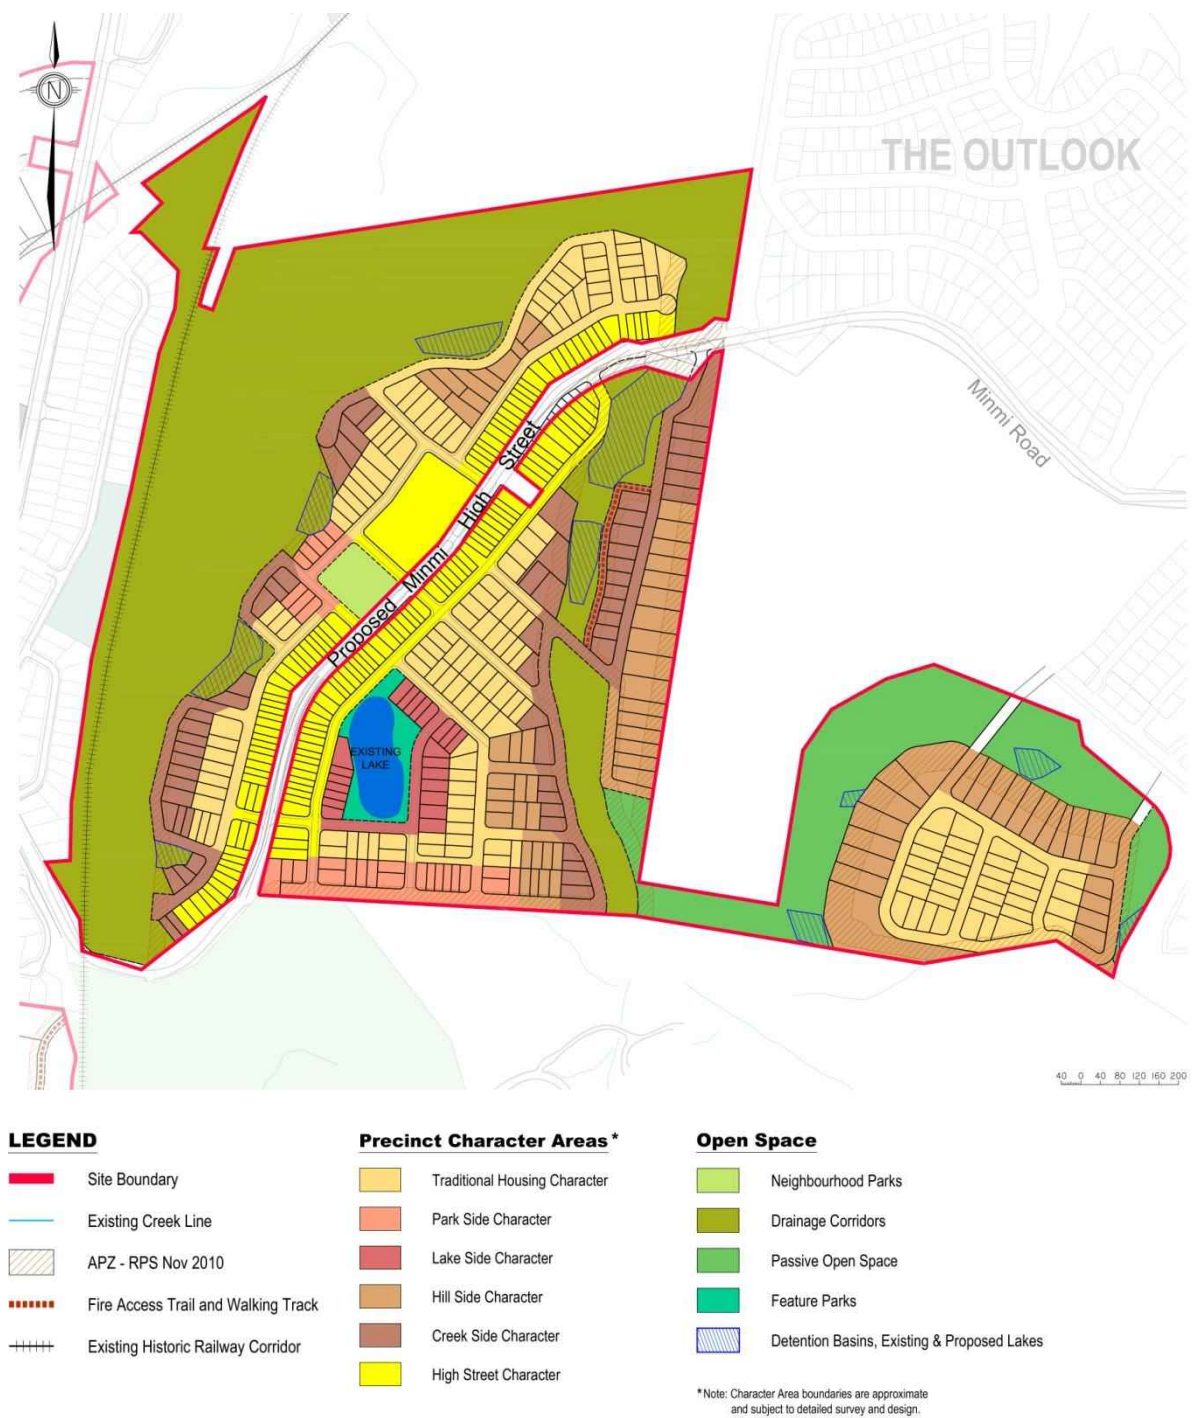 N
THE OUTLOOK
Minmi Road
Proposed Minmi High Street
EXISTING
LAKE
40 0 40 80 120 160 200
LEGEND
Site Boundary
Existing Creek Line
APZ - RPS Nov 2010
Fire Access Trail and Walking Track
Existing Historic Railway Corridor
Precinct Character Areas *
Traditional Housing Character
Park Side Character
Lake Side Character
Hill Side Character
Creek Side Character
High Street Character
Open Space
Neighbourhood Parks
Drainage Corridors
Passive Open Space
Feature Parks
Detention Basins, Existing & Proposed Lakes
* Note: Character Area boundaries are approximate
and subject to detailed survey and design.